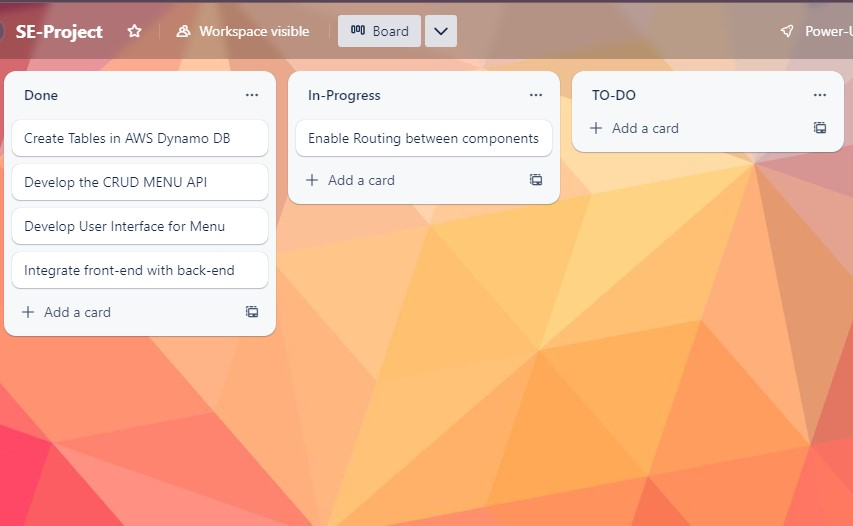 SE-Project
Workspace visible
Board
Done
Create Tables in AWS Dynamo DB
Develop the CRUD MENU API
Develop User Interface for Menu
Integrate front-end with back-end
Add a card
In-Progress
Enable Routing between components
Add a card
TO-DO
Add a card